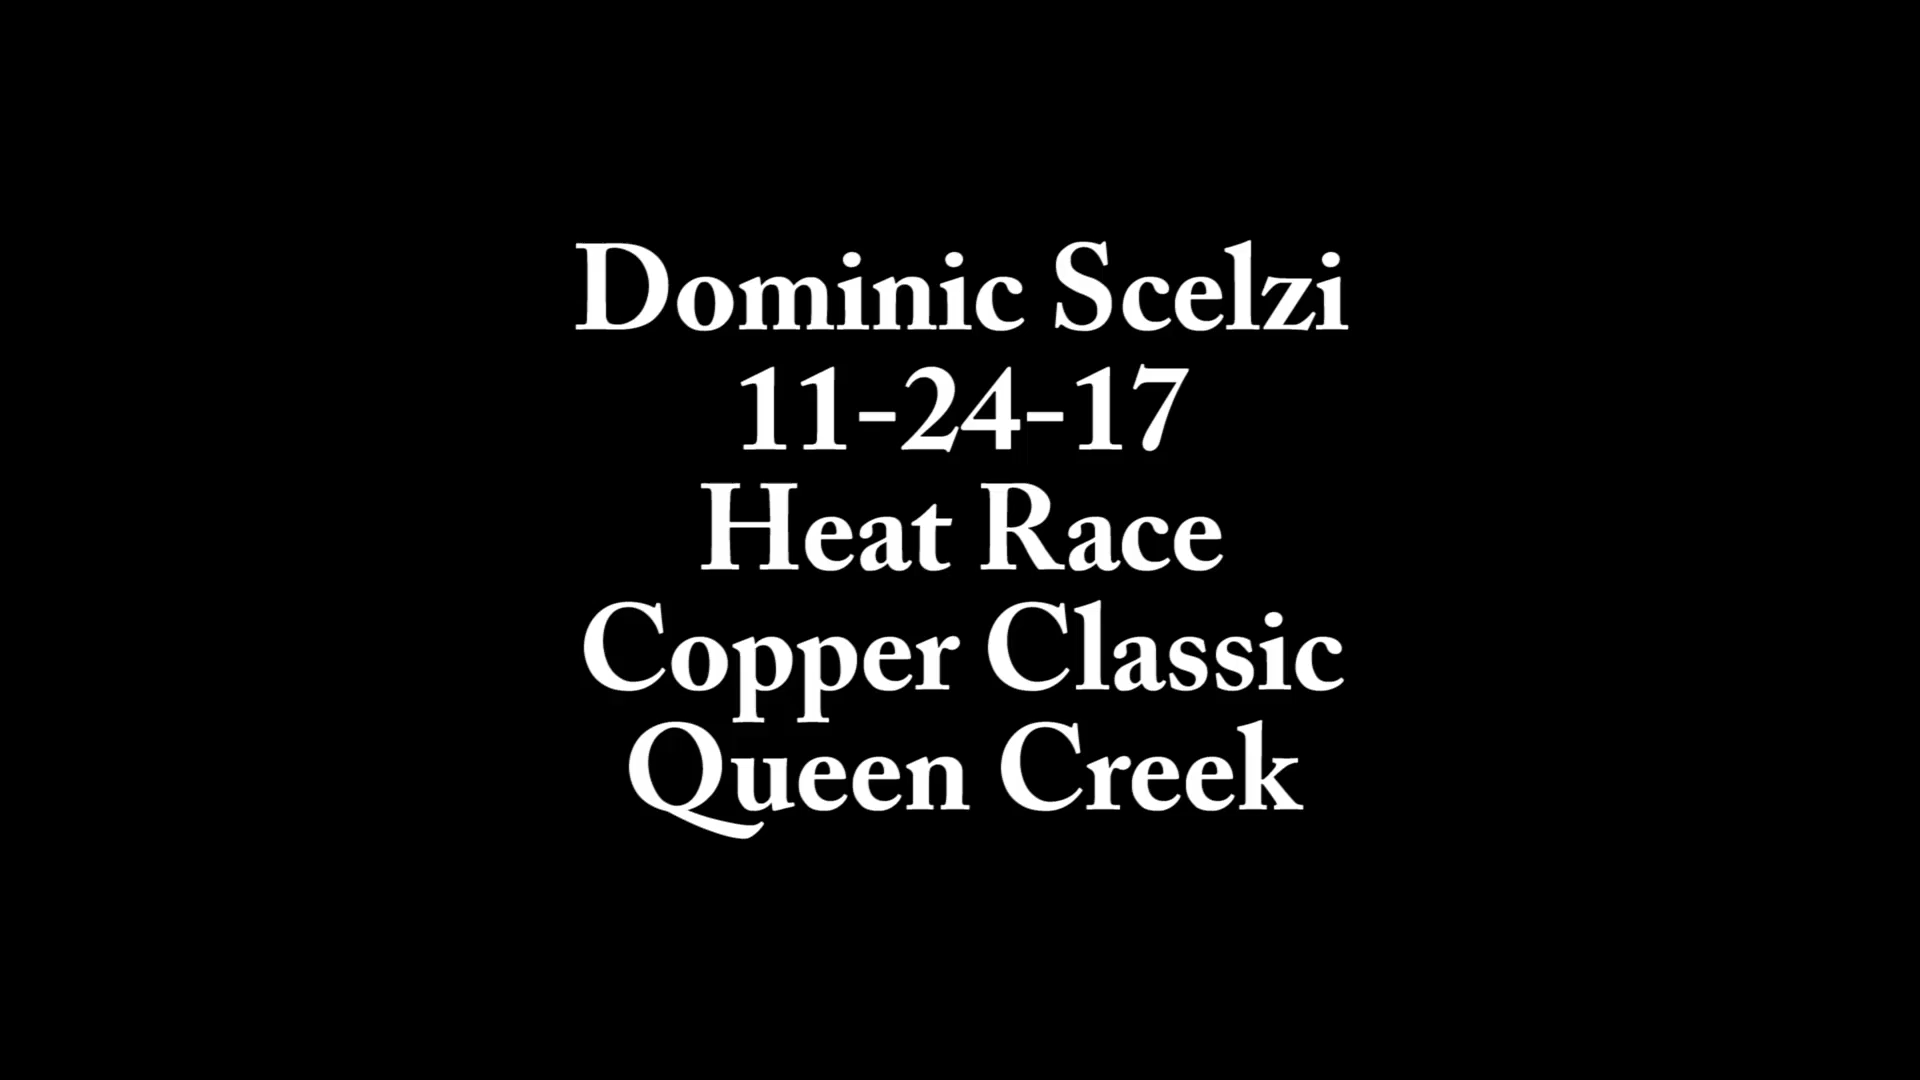 Dominic Scelzi
11-24-17
Heat Race
Copper Classic
Queen Creek